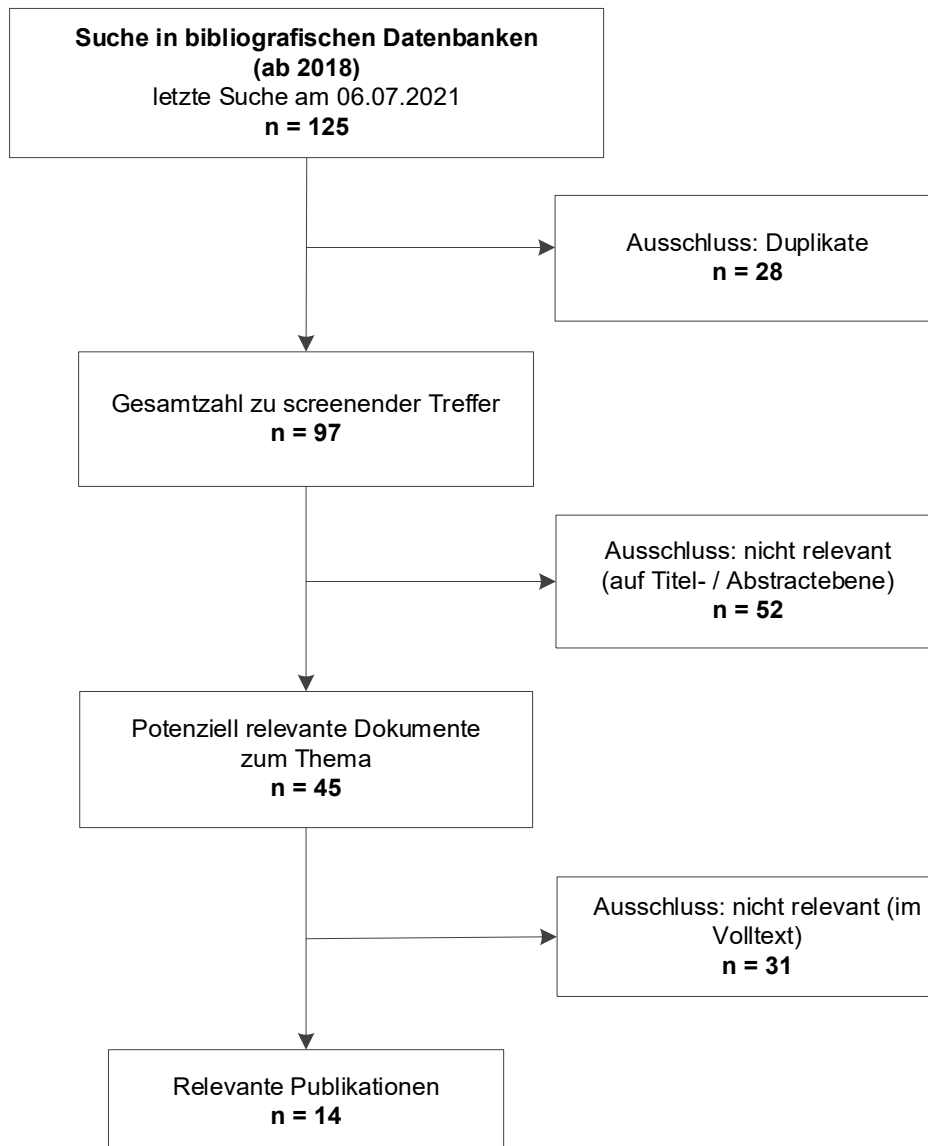 Suche in bibliografischen Datenbanken
(ab 2018)
letzte Suche am 06.07.2021
n = 125
Ausschluss: Duplikate
n = 28
Gesamtzahl zu screenender Treffer
n = 97
Ausschluss: nicht relevant
(auf Titel- / Abstractebene)
n = 52
Potenziell relevante Dokumente
zum Thema
n = 45
Ausschluss: nicht relevant (im
Volltext)
n = 31
Relevante Publikationen
n = 14